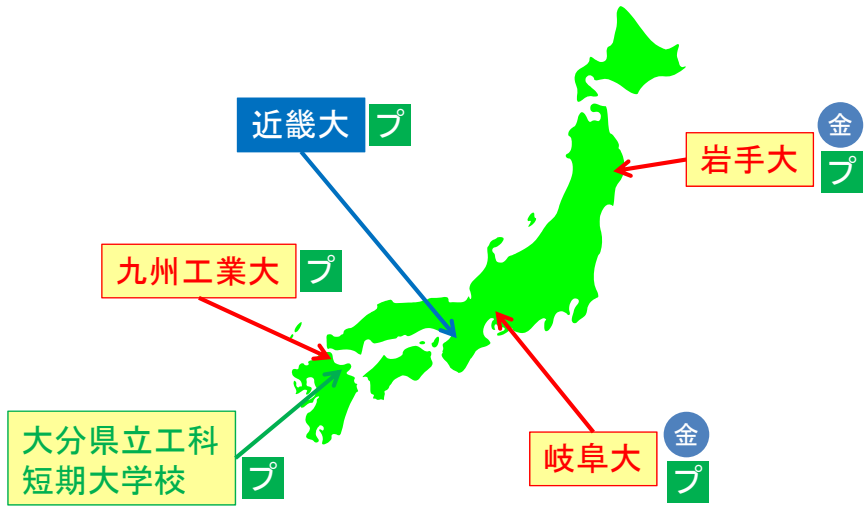 近畿大 プ
金
岩手大 プ
九州工業大 プ
大分県立工科
短期大学校 プ
金
岐阜大 プ